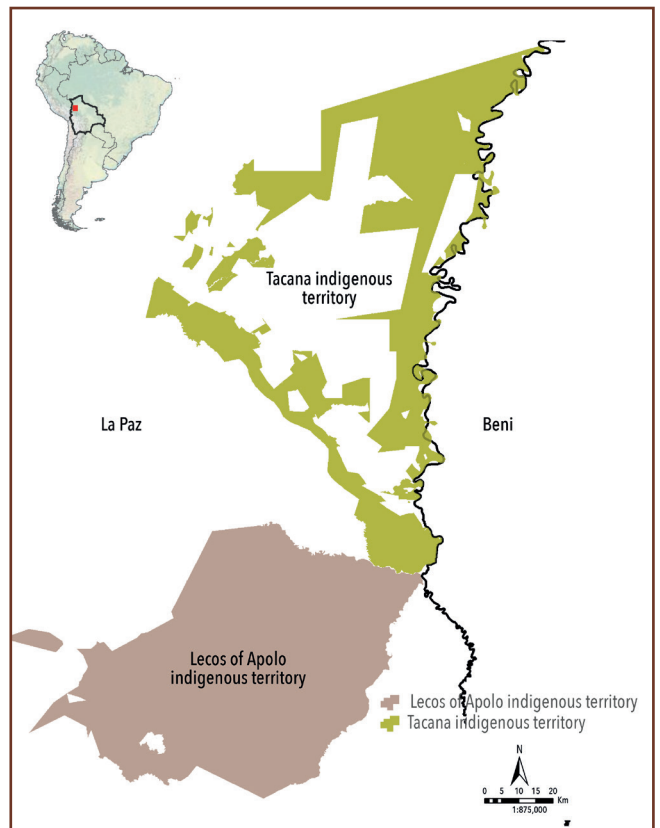 Tacana indigenous
territory
La Paz
Beni
Lecos of Apolo
indigenous territory
Lecos of Apolo indigenous territory
Tacana indigenous territory
N
0 5 10 15 20
Km
1:875,000